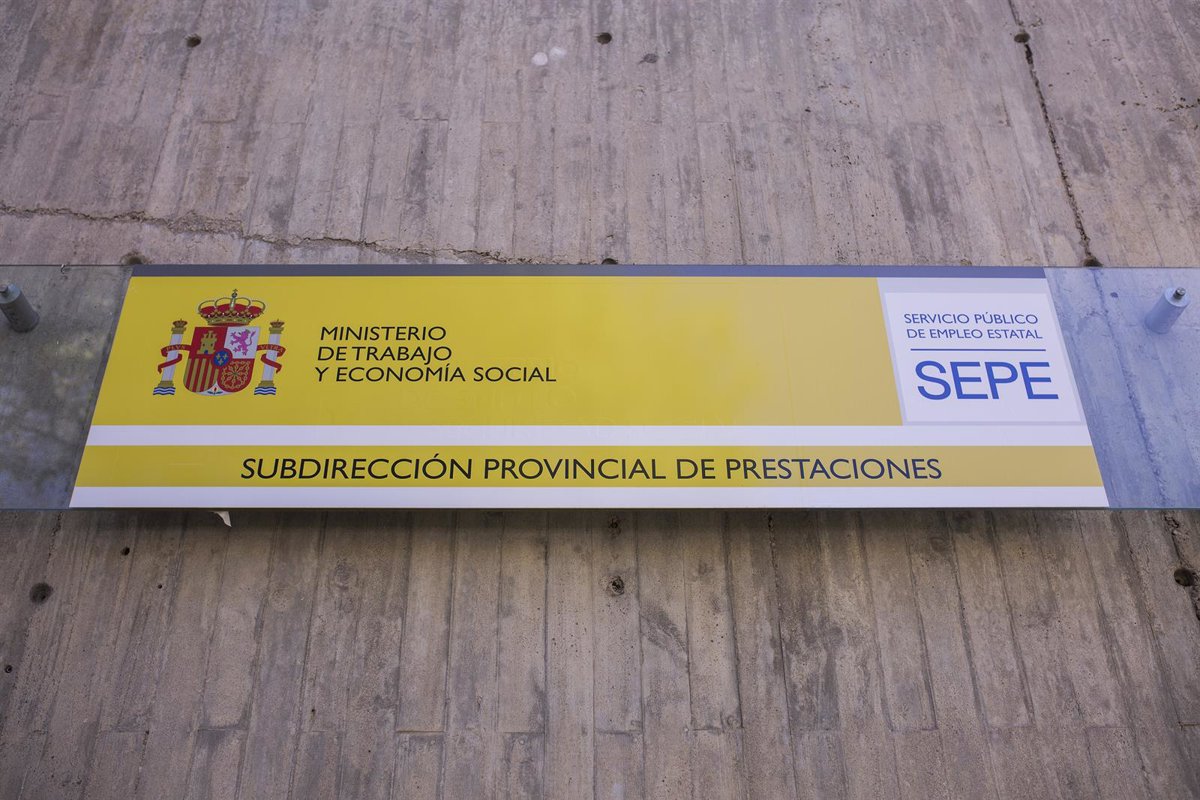 MINISTERIO
DE TRABAJO
Y ECONOMÍA SOCIAL
SERVICIO PÚBLICO
DE EMPLEO ESTATAL
SEPE
SUBDIRECCIÓN PROVINCIAL DE PRESTACIONES